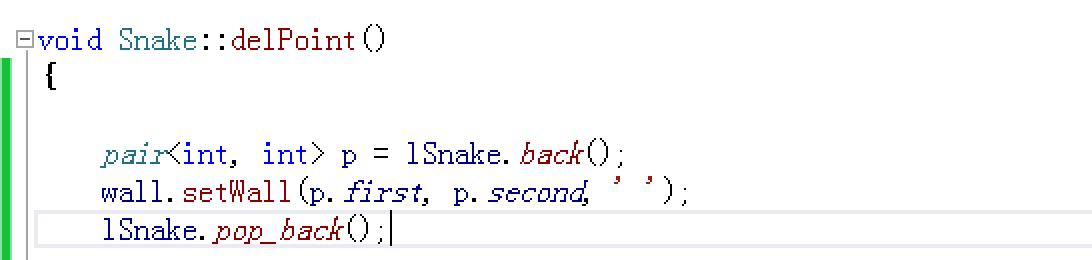 void Snake::delPoint()
{
pair<int, int> p = lSnake.back();
wall.setWall(p.first, p.second, ' ');
lSnake.pop_back();